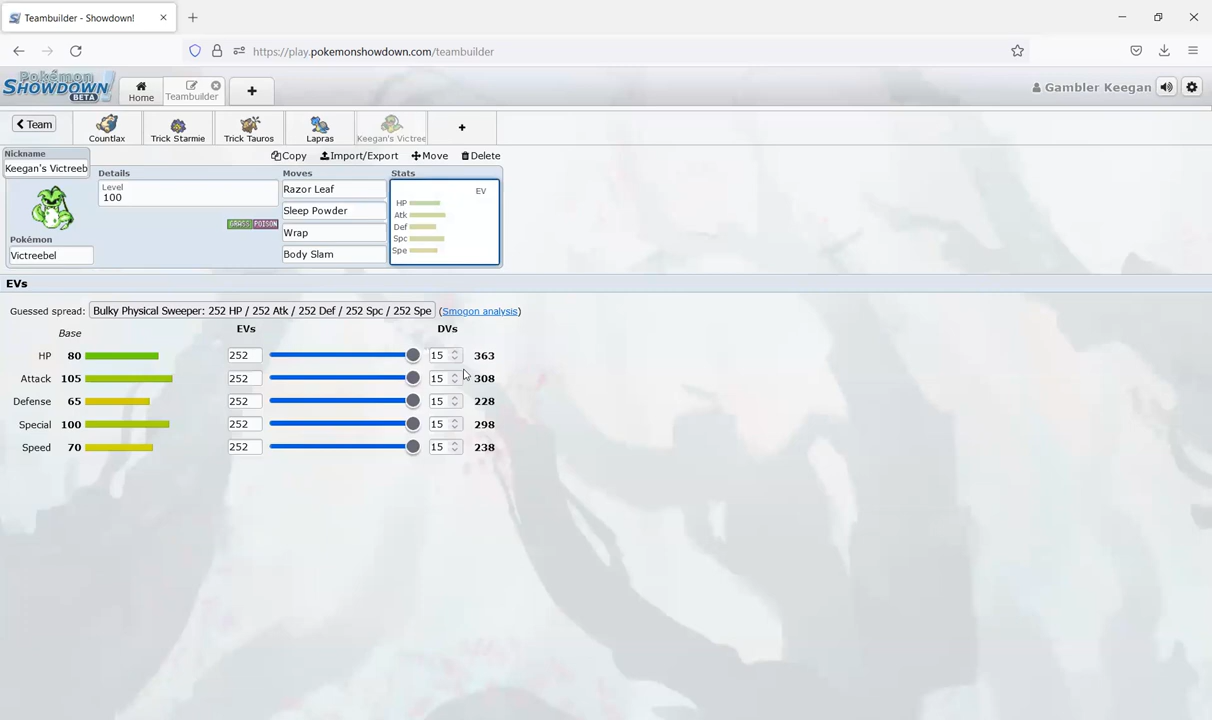 Teambuilder - Showdown!
https://play.pokemonshowdown.com/teambuilder
Pokémon
SHOWDOWN!
BETA
Home
Teambuilder
Gambler Keegan
Team
Countlax
Trick Starmie
Trick Tauros
Lapras
Keegan's Victree
Nickname
Keegan's Victreeb
Copy
Import/Export
Move
Delete
Details
Moves
Stats
Level
100
GRASS POISON
Pokémon
Victreebel
Razor Leaf
Sleep Powder
Wrap
Body Slam
EV
HP
Atk
Def
Spc
Spe
EVs
Guessed spread: Bulky Physical Sweeper: 252 HP / 252 Atk / 252 Def / 252 Spc / 252 Spe (Smogon analysis)
Base EVs DVs
HP 80 252 15 363
Attack 105 252 15 308
Defense 65 252 15 228
Special 100 252 15 298
Speed 70 252 15 238